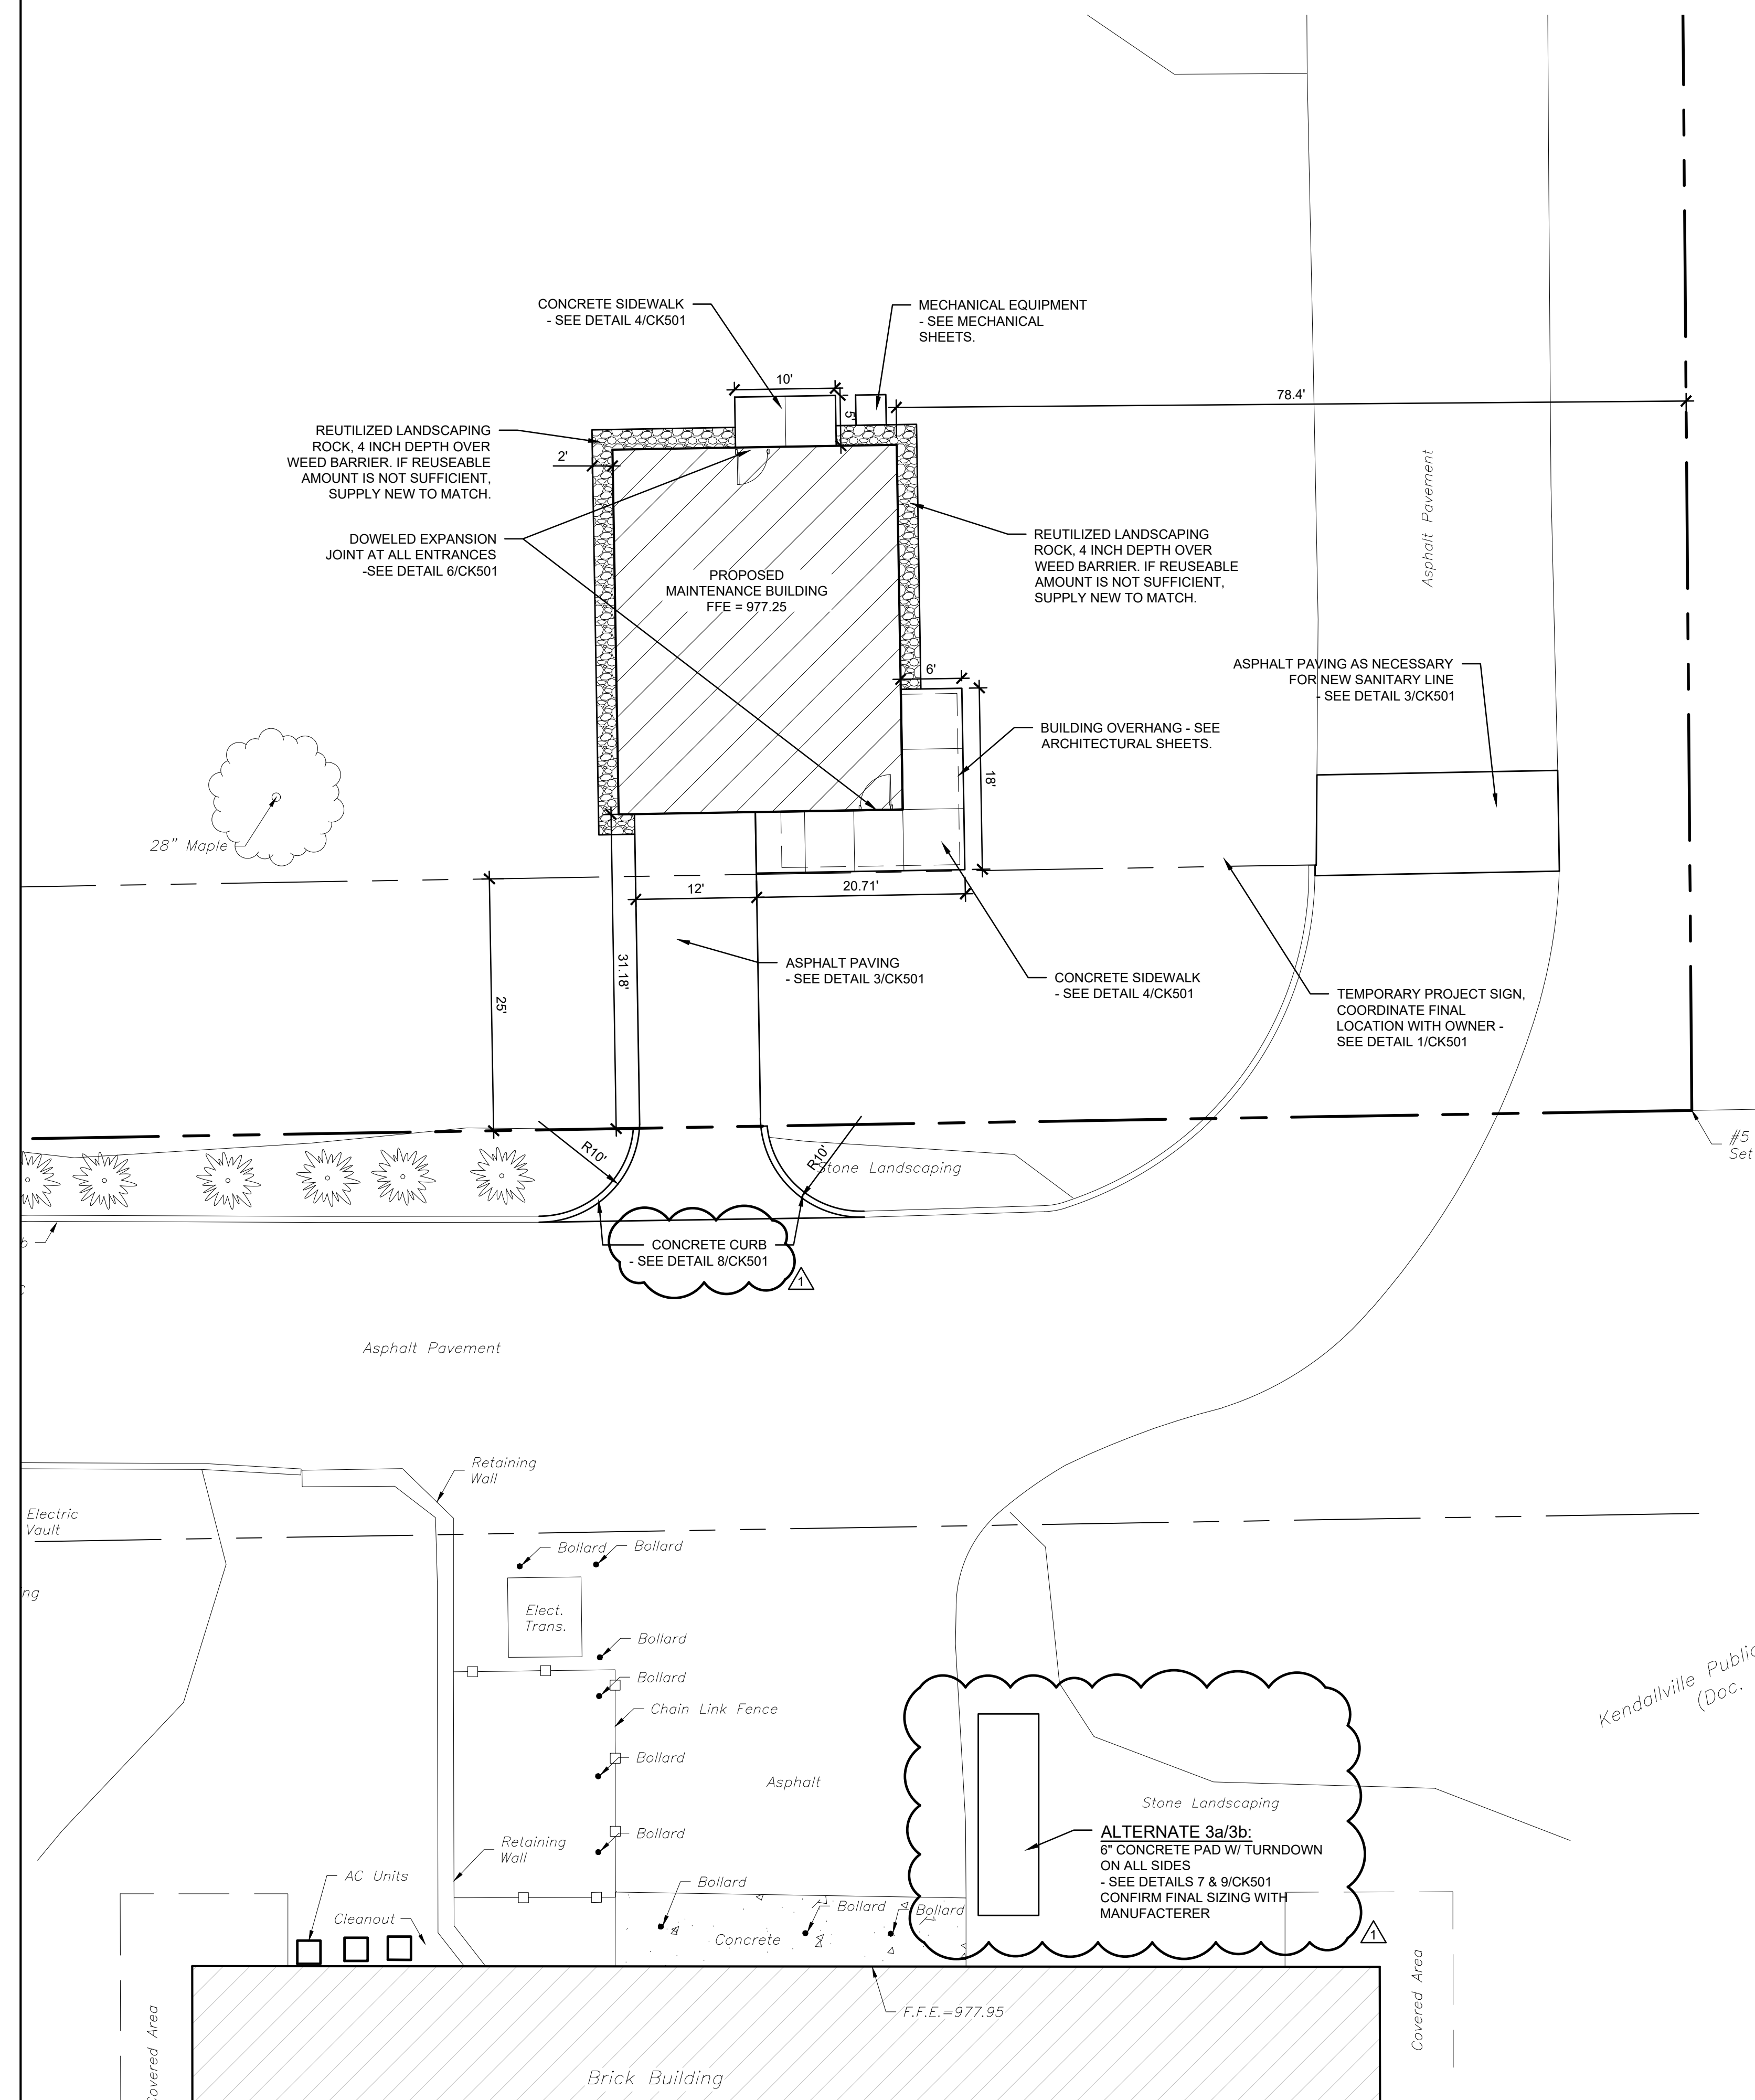 CONCRETE SIDEWALK
- SEE DETAIL 4/CK501
MECHANICAL EQUIPMENT
- SEE MECHANICAL
SHEETS.
10'
5'
78.4'
REUTILIZED LANDSCAPING
ROCK, 4 INCH DEPTH OVER
WEED BARRIER. IF REUSEABLE
AMOUNT IS NOT SUFFICIENT,
SUPPLY NEW TO MATCH.
2'
DOWELED EXPANSION
JOINT AT ALL ENTRANCES
-SEE DETAIL 6/CK501
PROPOSED
MAINTENANCE BUILDING
FFE = 977.25
REUTILIZED LANDSCAPING
ROCK, 4 INCH DEPTH OVER
WEED BARRIER. IF REUSEABLE
AMOUNT IS NOT SUFFICIENT,
SUPPLY NEW TO MATCH.
Asphalt Pavement
6'
ASPHALT PAVING AS NECESSARY
FOR NEW SANITARY LINE
- SEE DETAIL 3/CK501
BUILDING OVERHANG - SEE
ARCHITECTURAL SHEETS.
18'
28" Maple
12'
20.71'
31.18'
25'
ASPHALT PAVING
- SEE DETAIL 3/CK501
CONCRETE SIDEWALK
- SEE DETAIL 4/CK501
TEMPORARY PROJECT SIGN,
COORDINATE FINAL
LOCATION WITH OWNER -
SEE DETAIL 1/CK501
#5
Set
R10'
R10'
Stone Landscaping
CONCRETE CURB
- SEE DETAIL 8/CK501
1
Asphalt Pavement
Retaining
Wall
Electric
Vault
ng
Bollard
Bollard
Elect.
Trans.
Bollard
Bollard
Chain Link Fence
Bollard
Asphalt
Bollard
Kendallville Public
(Doc.
Stone Landscaping
ALTERNATE 3a/3b:
6" CONCRETE PAD W/ TURNDOWN
ON ALL SIDES
- SEE DETAILS 7 & 9/CK501
CONFIRM FINAL SIZING WITH
MANUFACTERER
1
Retaining
Wall
AC Units
Cleanout
Bollard
Bollard
Bollard
Concrete
F.F.E.=977.95
Covered Area
Covered Area
Brick Building